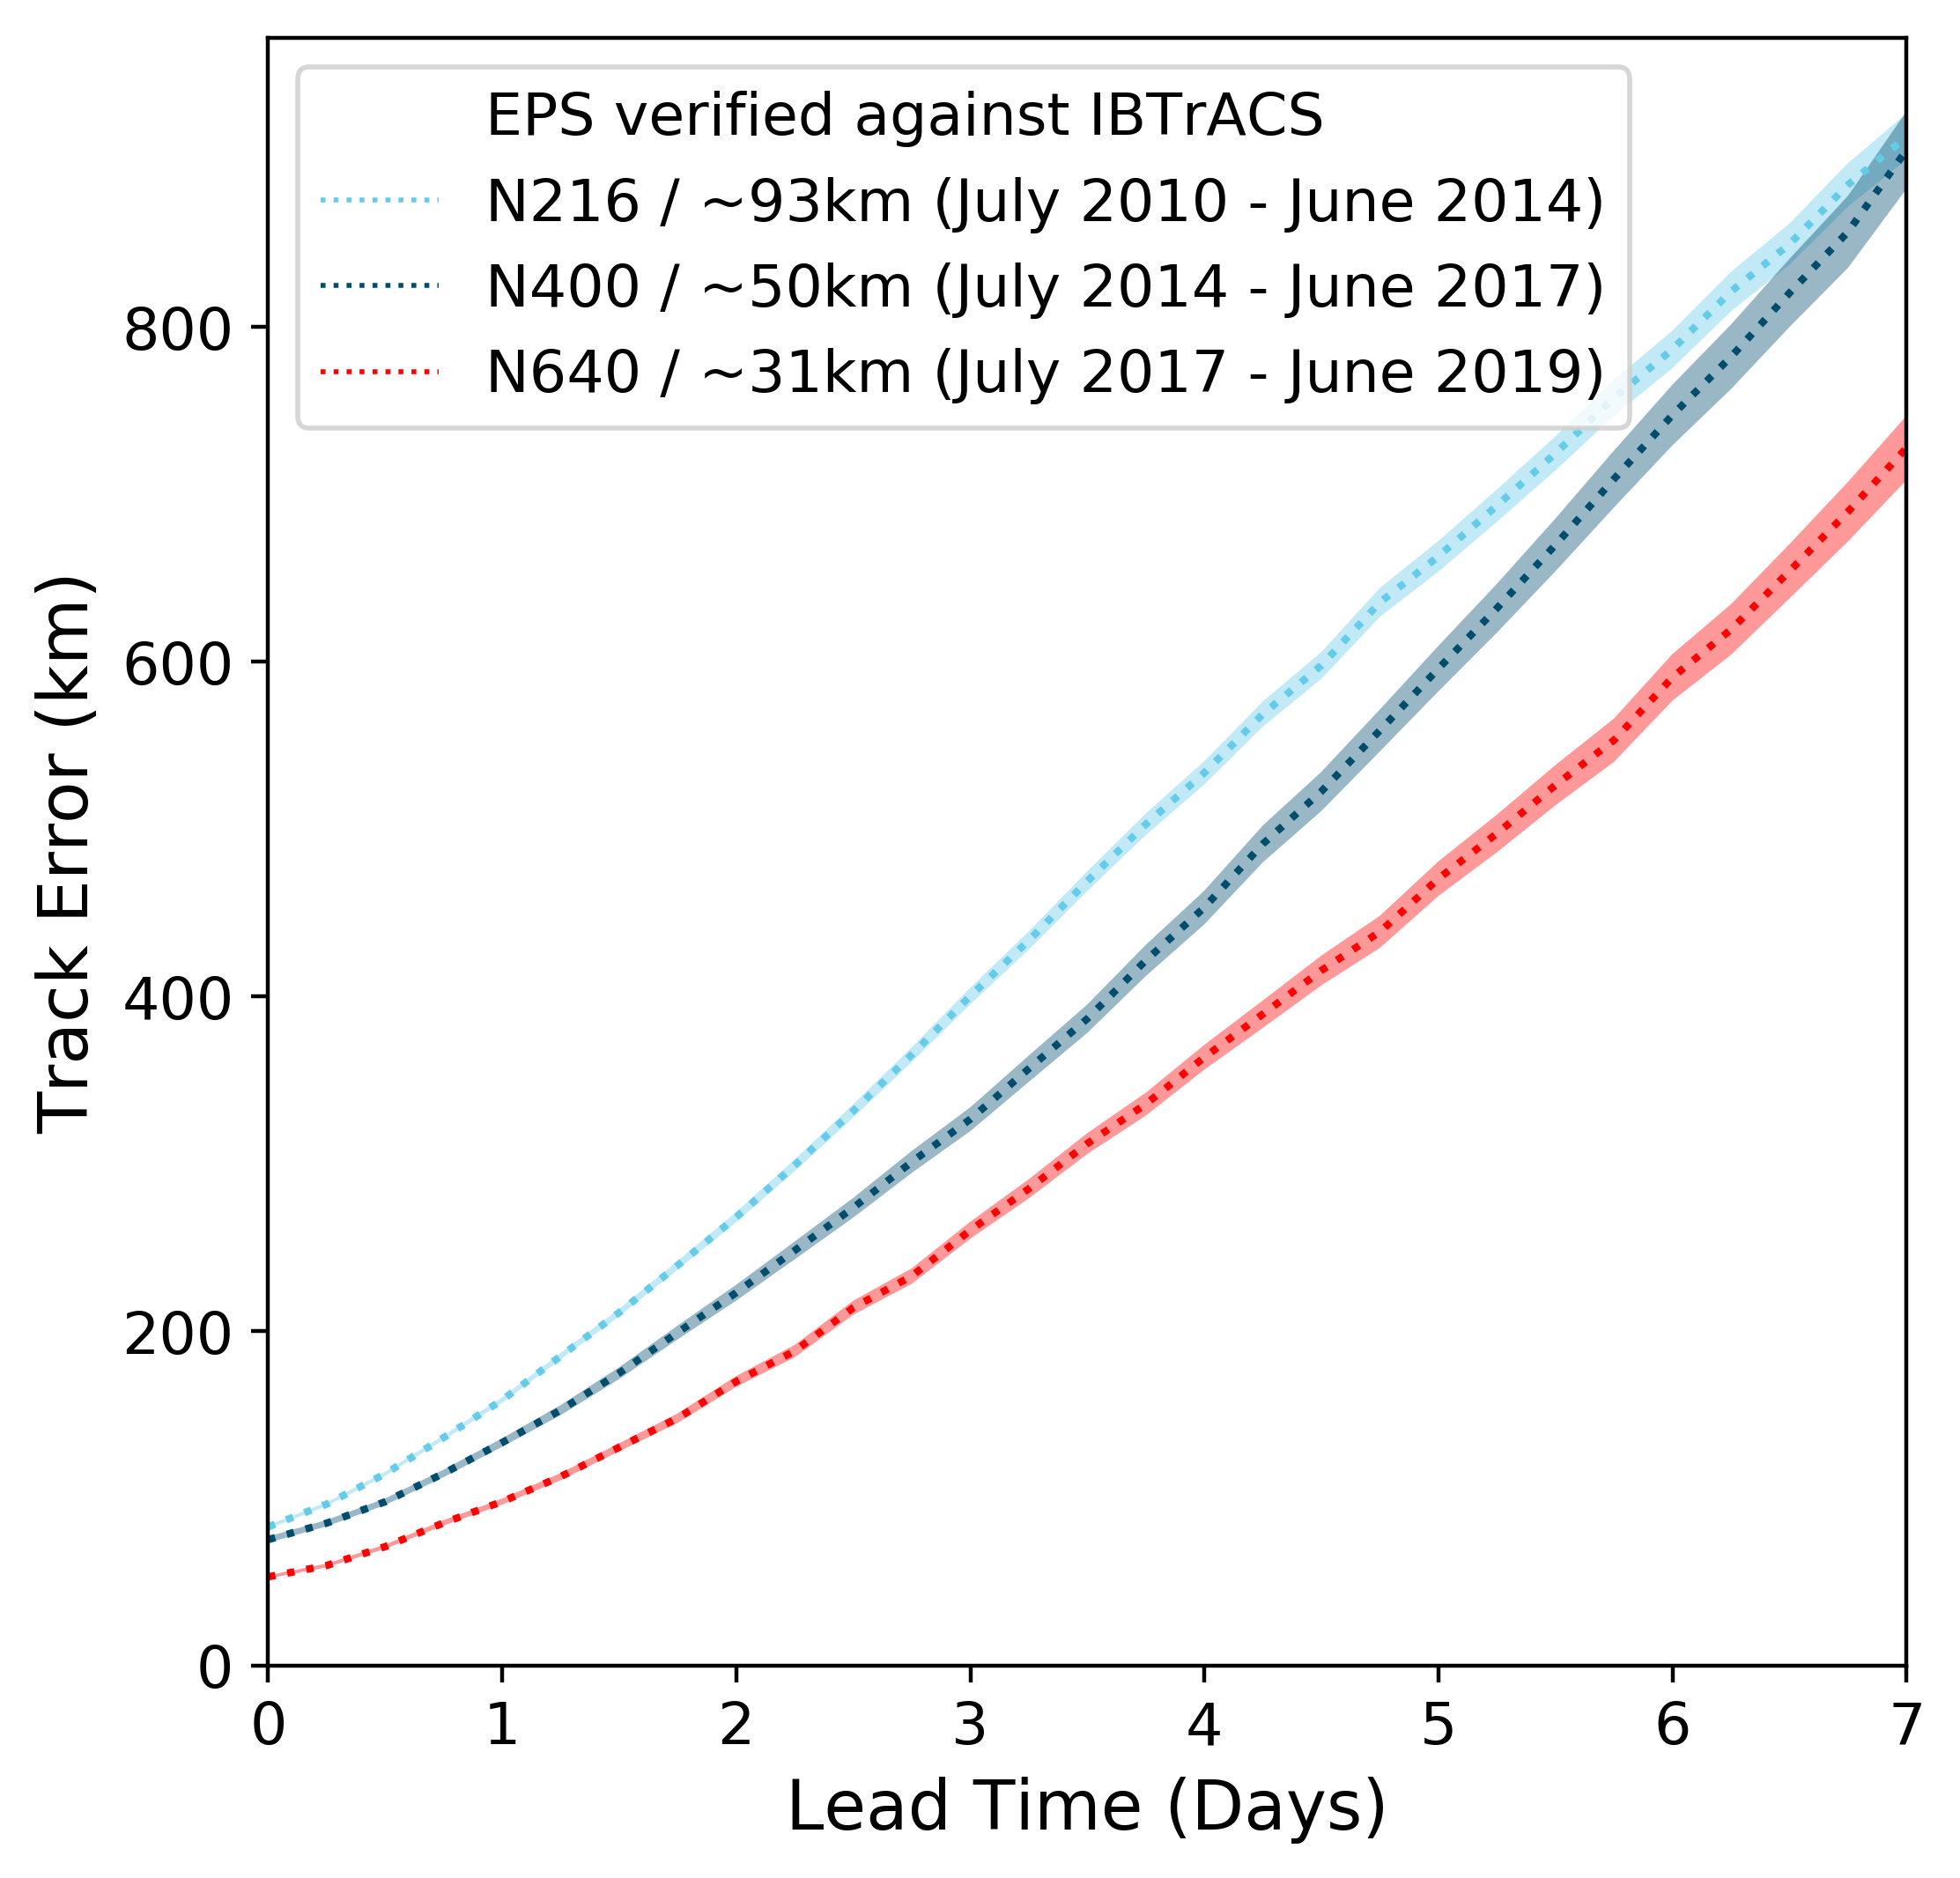 EPS verified against IBTrACS
N216 / ~93km (July 2010 - June 2014)
N400 / ~50km (July 2014 - June 2017)
N640 / ~31km (July 2017 - June 2019)
Track Error (km)
800
600
400
200
0
0 1 2 3 4 5 6 7
Lead Time (Days)